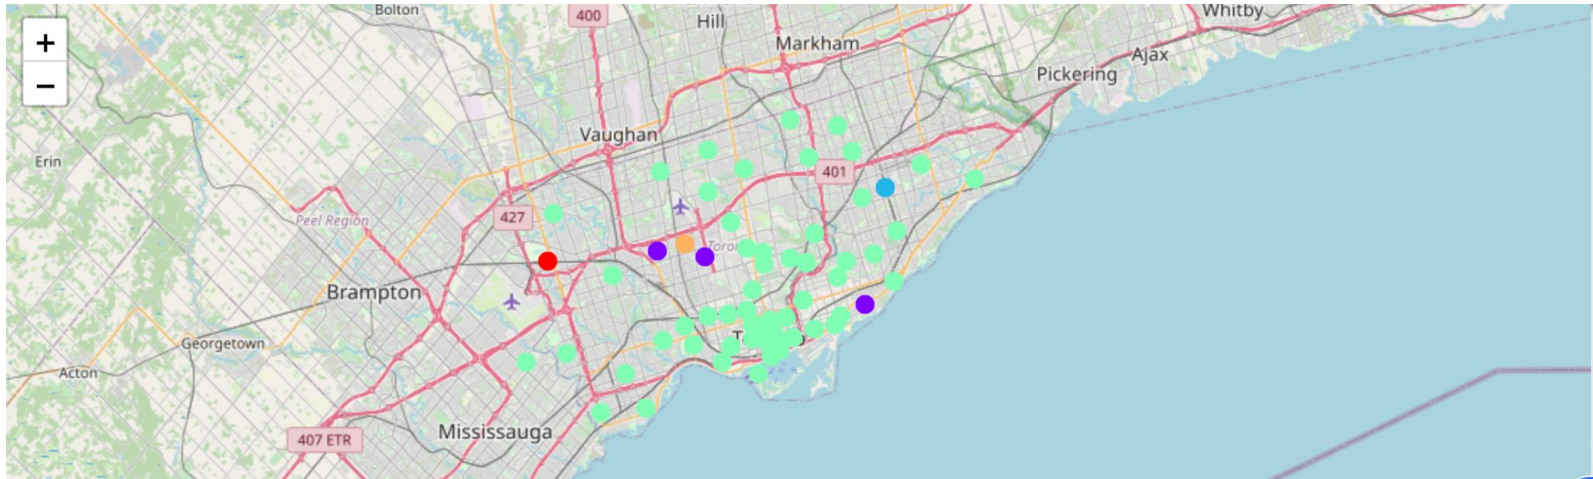 +
−
Bolton
400
Hill
Markham
Whitby
Ajax
Pickering
Vaughan
Erin
401
Peel Region
427
Brampton
Georgetown
Acton
407 ETR
Mississauga